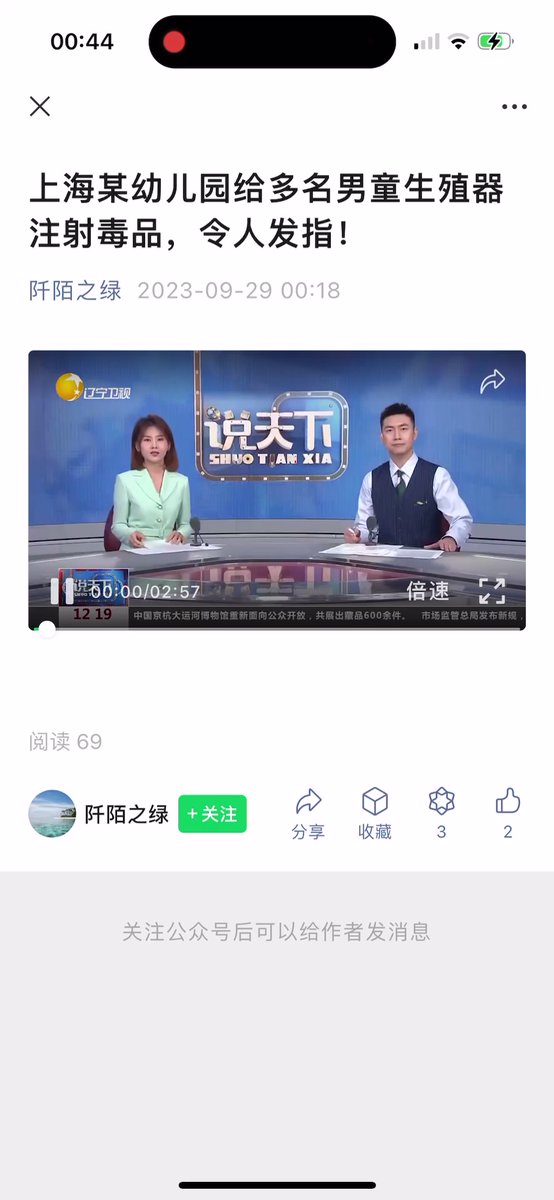 00:44
上海某幼儿园给多名男童生殖器
注射毒品，令人发指！
阡陌之绿 2023-09-29 00:18
辽宁卫视
说天下
SHUO TIAN XIA
说天下
00:00/02:57 倍速
12 19 中国京杭大运河博物馆重新面向公众开放，共展出藏品600余件。 市场监管总局发布新规，
阅读 69
阡陌之绿 +关注
分享 收藏 3 2
关注公众号后可以给作者发消息